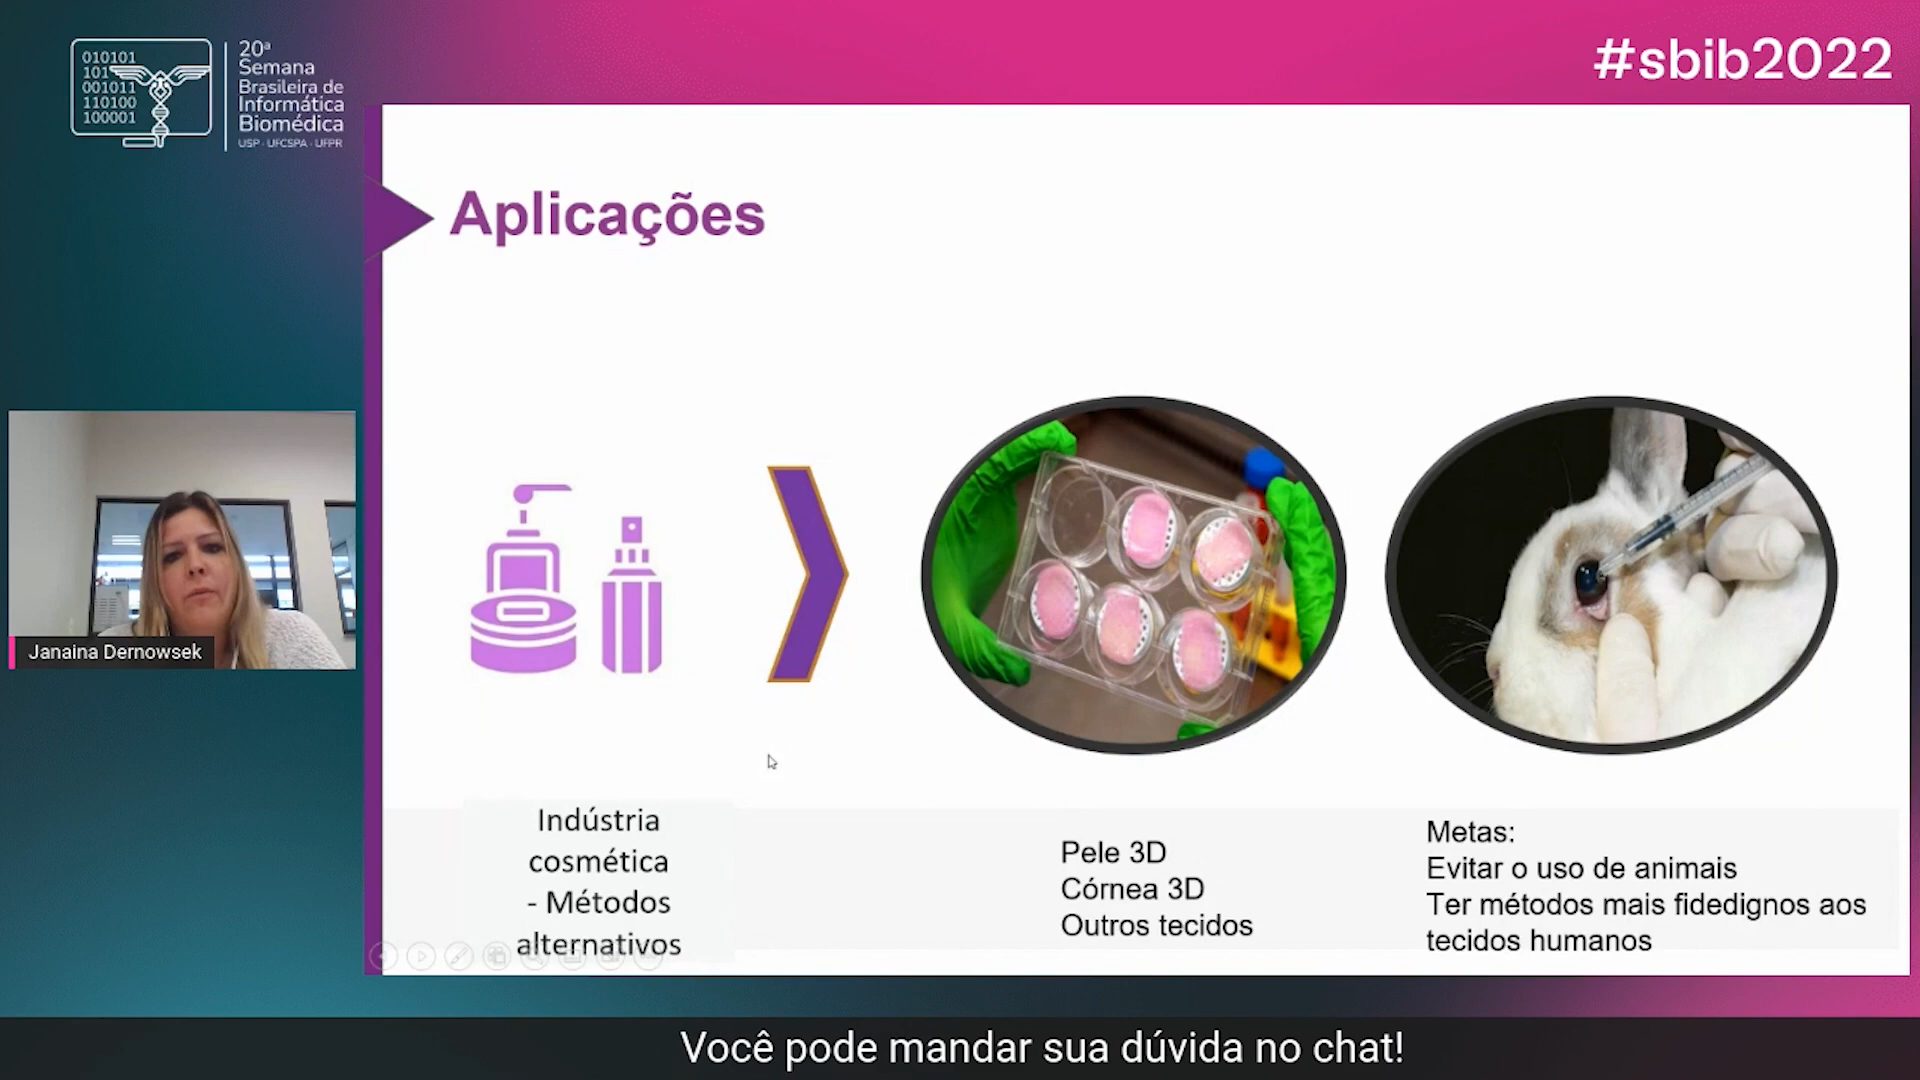 010101
101
001011
110100
100001
20ª
Semana
Brasileira de
Informática
Biomédica
USP · UFCSPA · UFPR
#sbib2022
Aplicações
Janaina Dernowsek
Indústria
cosmética
- Métodos
alternativos
Pele 3D
Córnea 3D
Outros tecidos
Metas:
Evitar o uso de animais
Ter métodos mais fidedignos aos
tecidos humanos
Você pode mandar sua dúvida no chat!